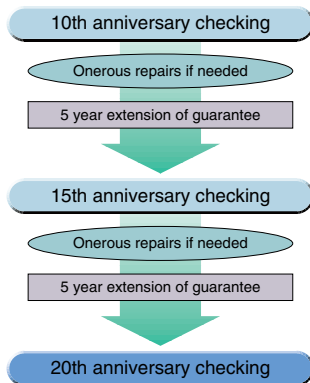 10th anniversary checking
Onerous repairs if needed
5 year extension of guarantee
15th anniversary checking
Onerous repairs if needed
5 year extension of guarantee
20th anniversary checking